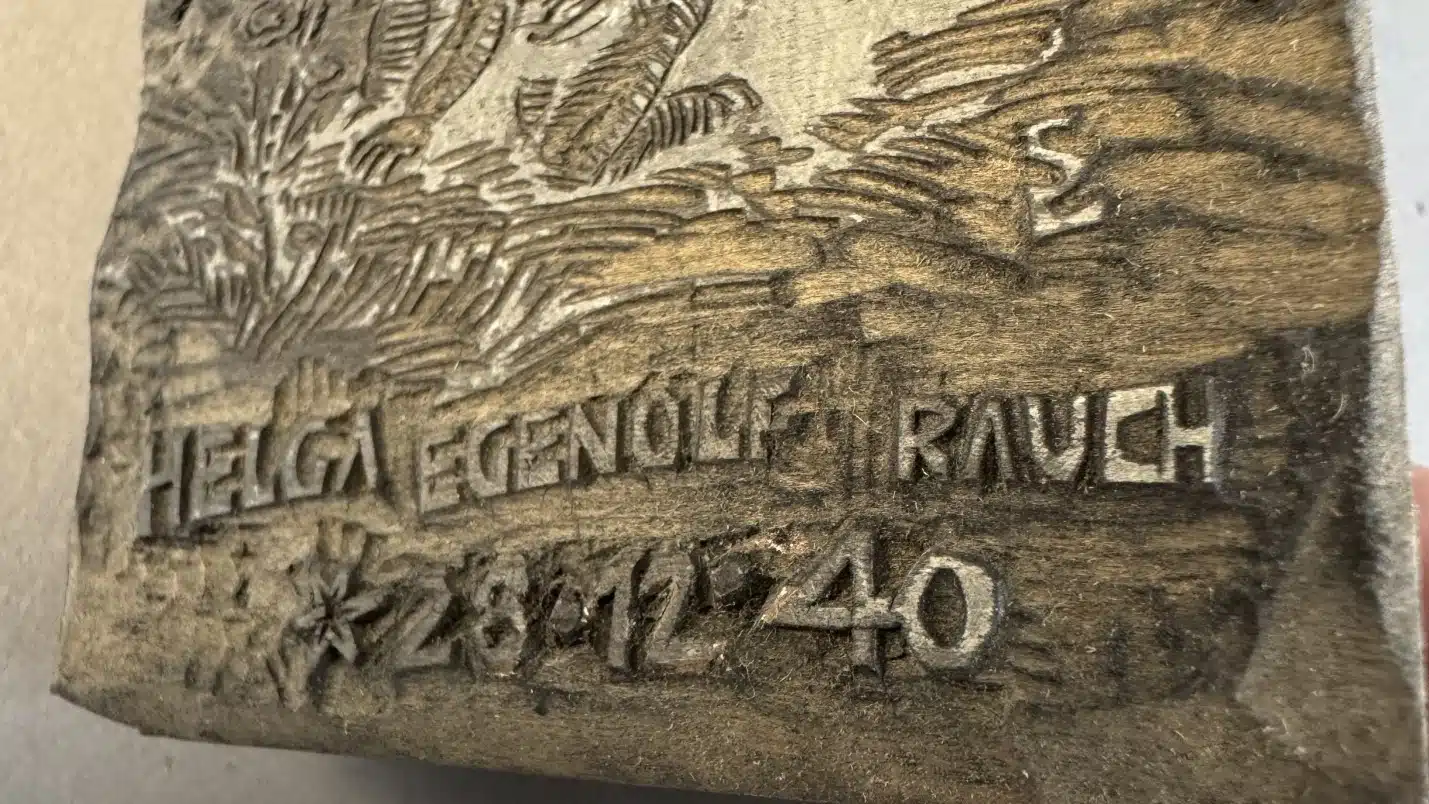 HELGA EGENOLF RAUCH
* 28·12·40